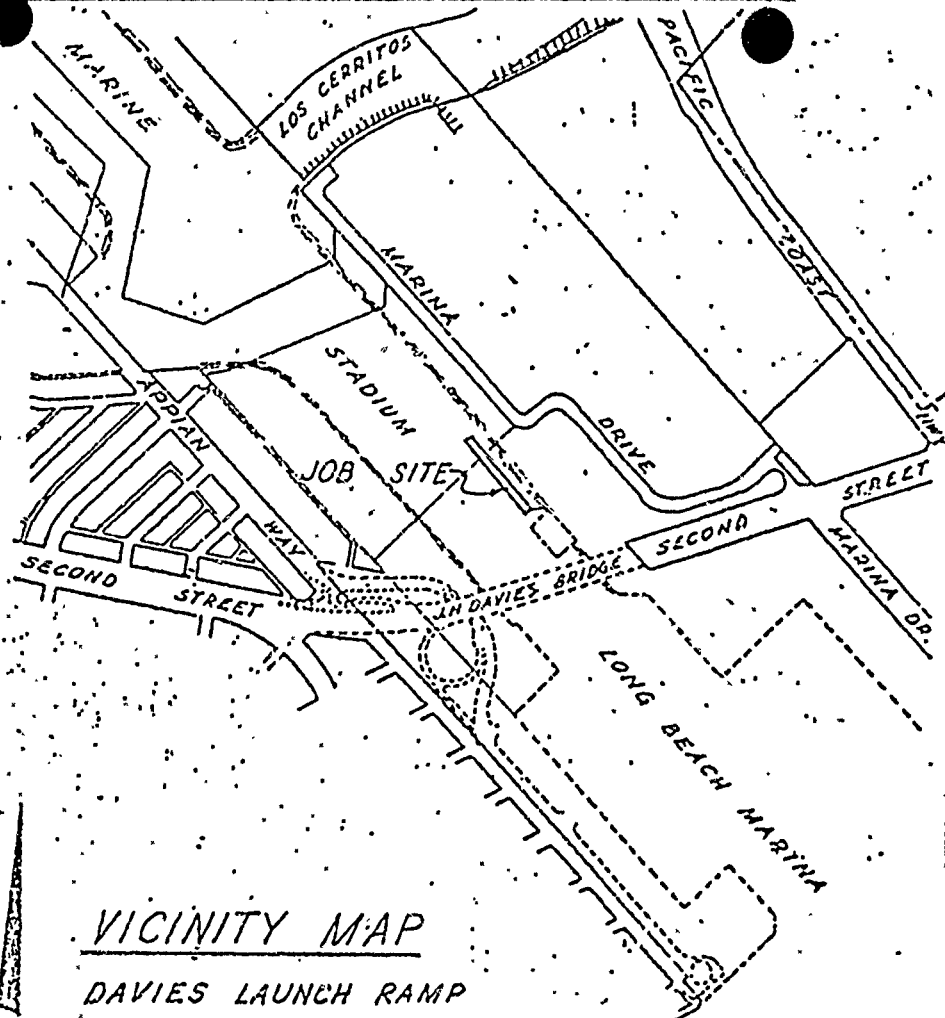 MARINE
LOS CERRITOS
CHANNEL
PACIFIC
COAST
HWY
MARINA
DRIVE
STADIUM
APPIAN
WAY
JOB SITE
SECOND
STREET
SECOND
STREET
J.H. DAVIES BRIDGE
MARINA DR.
LONG BEACH MARINA
VICINITY MAP
DAVIES LAUNCH RAMP